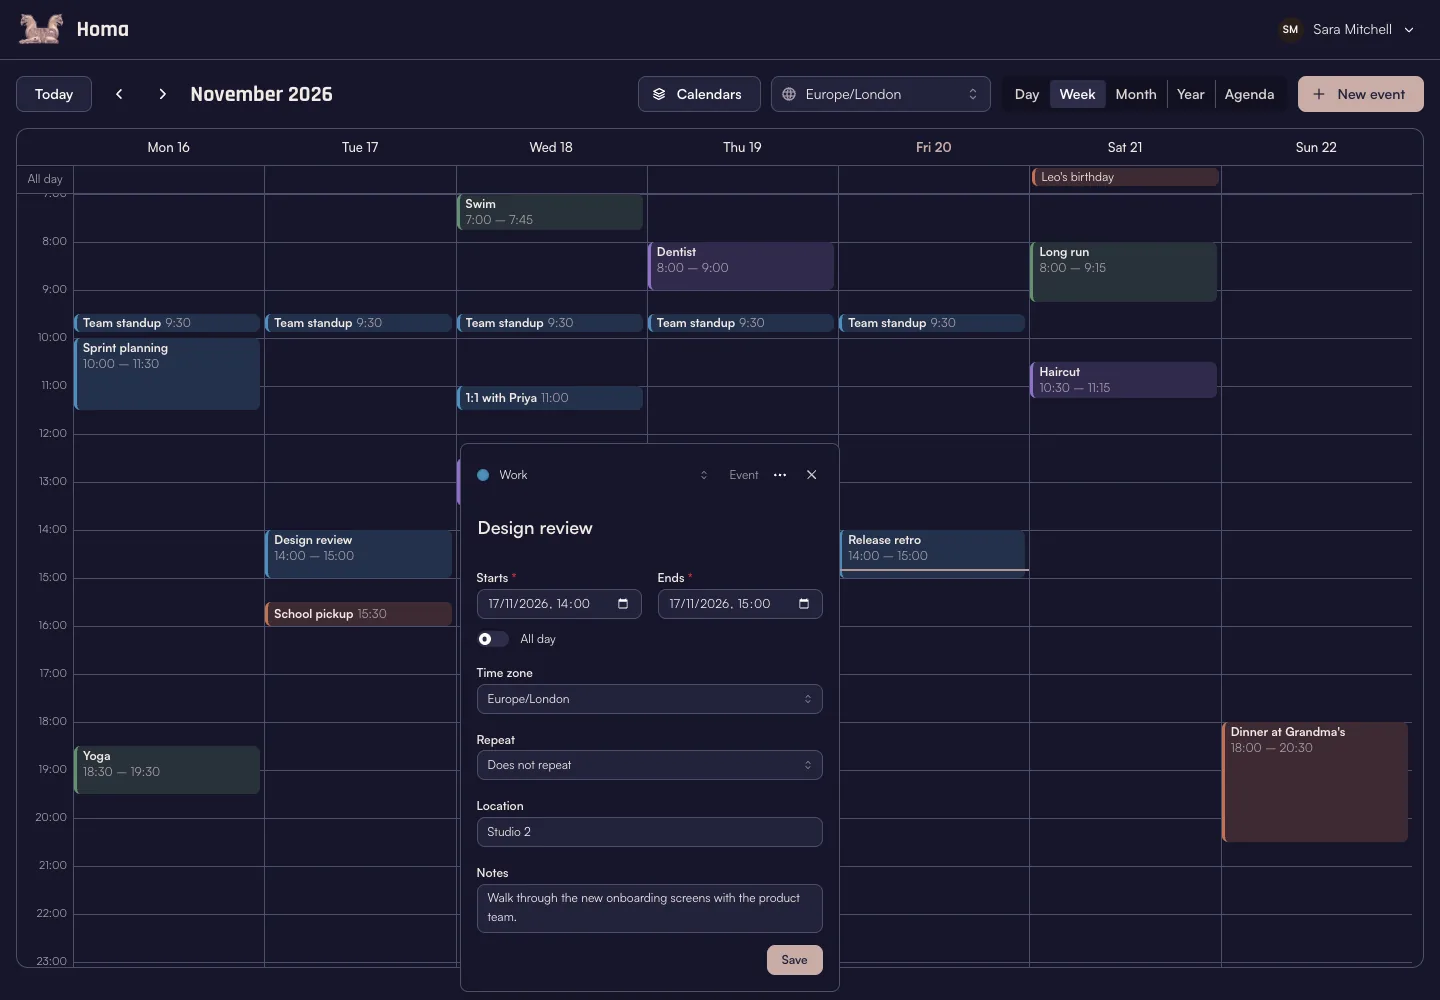 Homa
SM Sara Mitchell
Today
November 2026
Calendars
Europe/London
Day Week Month Year Agenda
+ New event
Mon 16 Tue 17 Wed 18 Thu 19 Fri 20 Sat 21 Sun 22
All day
Leo's birthday
Swim
7:00 – 7:45
8:00
Dentist
8:00 – 9:00
Long run
8:00 – 9:15
9:00
Team standup 9:30
Team standup 9:30
Team standup 9:30
Team standup 9:30
Team standup 9:30
10:00
Sprint planning
10:00 – 11:30
Haircut
10:30 – 11:15
11:00
1:1 with Priya 11:00
12:00
13:00
14:00
Design review
14:00 – 15:00
Release retro
14:00 – 15:00
15:00
School pickup 15:30
16:00
17:00
18:00
Dinner at Grandma's
18:00 – 20:30
Yoga
18:30 – 19:30
19:00
20:00
21:00
22:00
23:00
Work
Event
Design review
Starts *
Ends *
17/11/2026, 14:00
17/11/2026, 15:00
All day
Time zone
Europe/London
Repeat
Does not repeat
Location
Studio 2
Notes
Walk through the new onboarding screens with the product
team.
Save